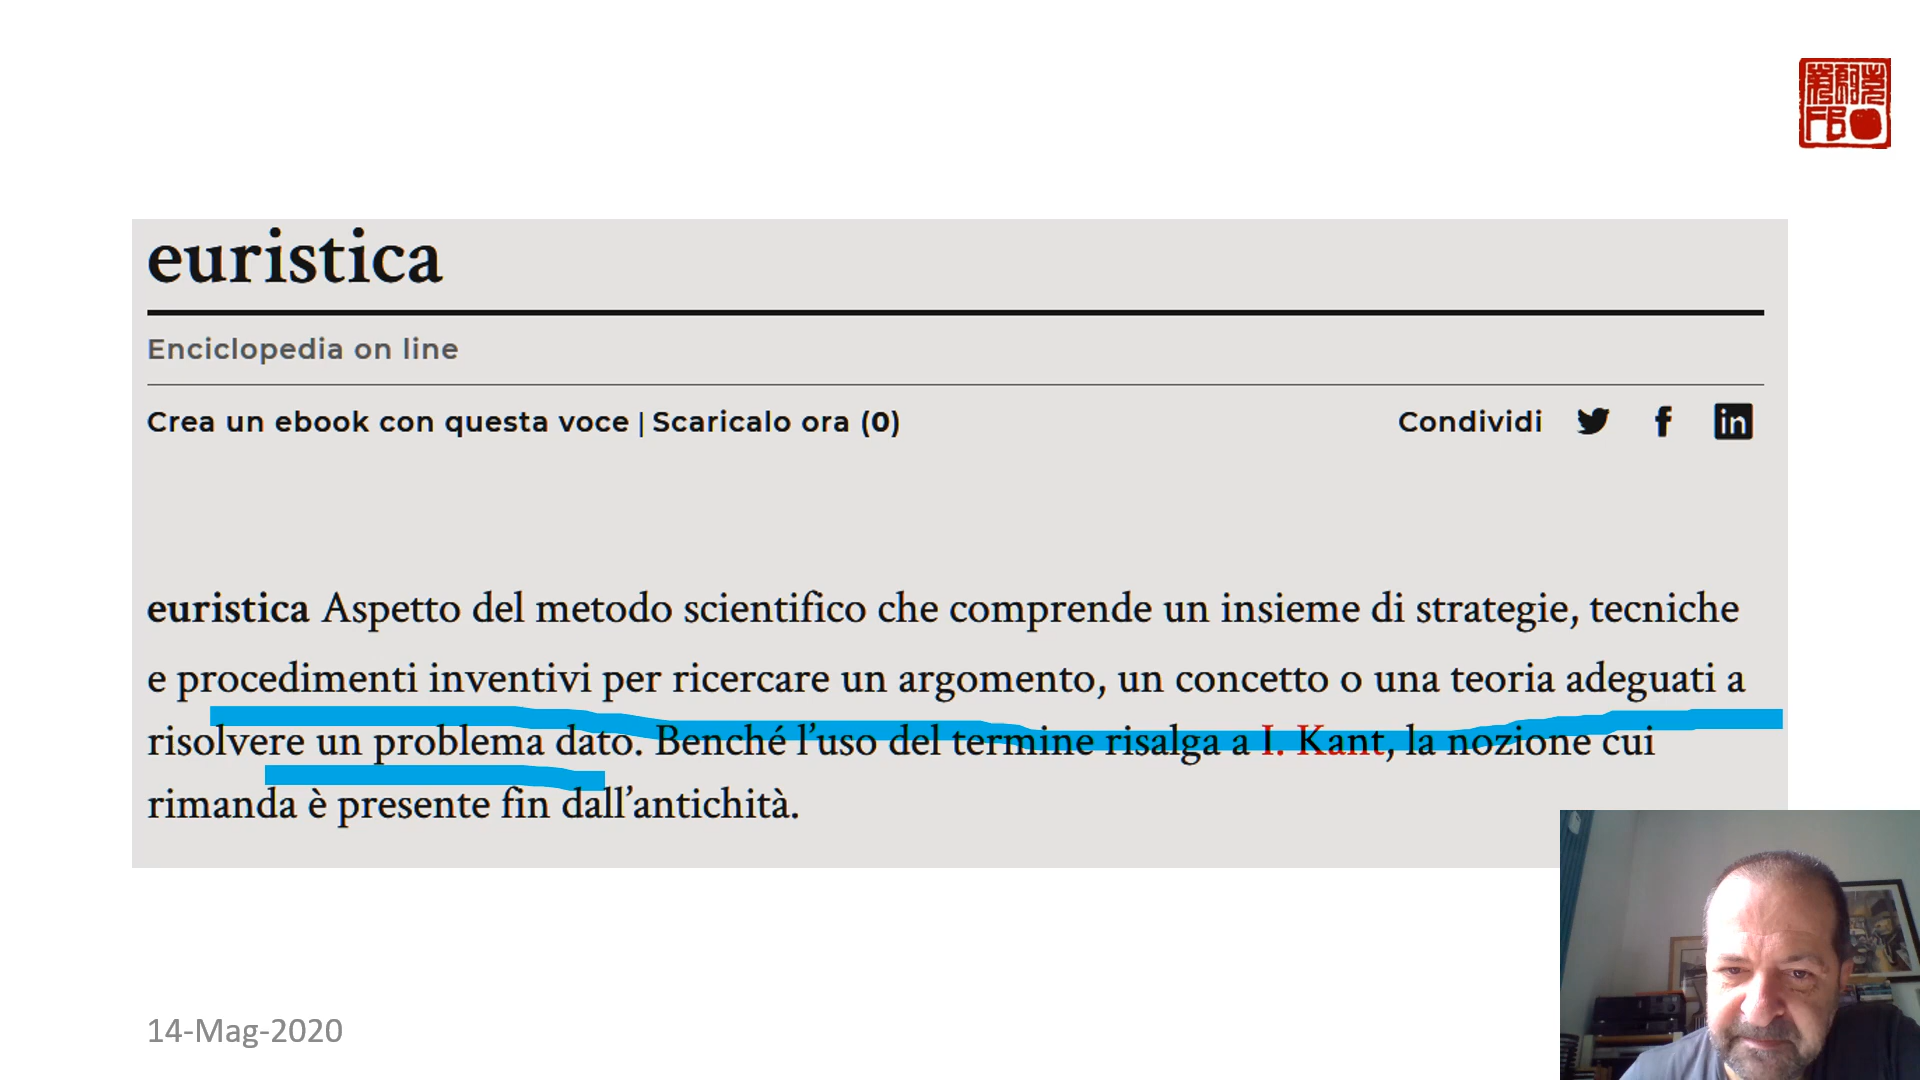 euristica
Enciclopedia on line
Crea un ebook con questa voce | Scaricalo ora (0)
Condividi
euristica Aspetto del metodo scientifico che comprende un insieme di strategie, tecniche
e procedimenti inventivi per ricercare un argomento, un concetto o una teoria adeguati a
risolvere un problema dato. Benché l’uso del termine risalga a I. Kant, la nozione cui
rimanda è presente fin dall’antichità.
14-Mag-2020